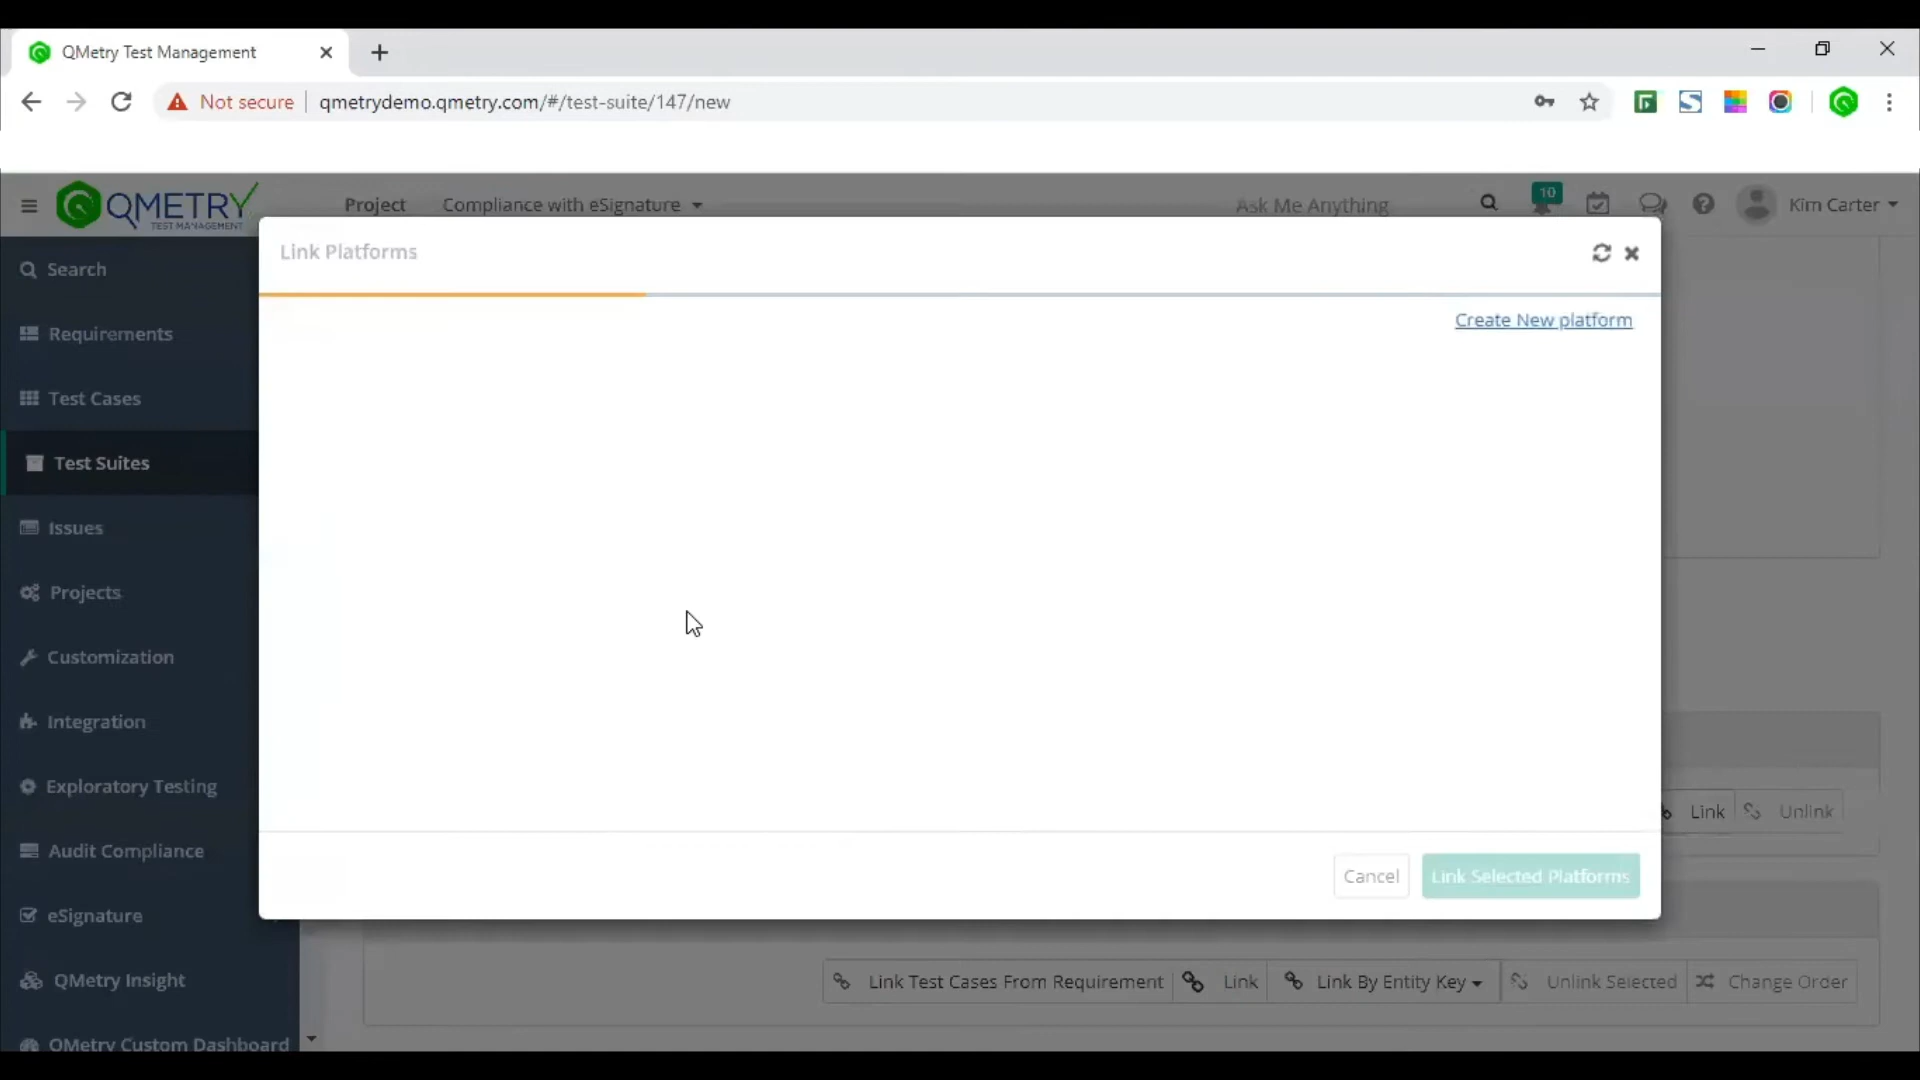 QMetry Test Management
Not secure
qmetrydemo.qmetry.com/#/test-suite/147/new
QMETRY
TEST MANAGEMENT
Project
Compliance with eSignature
Ask Me Anything
10
Kim Carter
Link Platforms
Create New platform
Search
Requirements
Test Cases
Test Suites
Issues
Projects
Customization
Integration
Exploratory Testing
Audit Compliance
eSignature
QMetry Insight
QMetry Custom Dashboard
Link
Unlink
Cancel
Link Selected Platforms
Link Test Cases From Requirement
Link
Link By Entity Key
Unlink Selected
Change Order